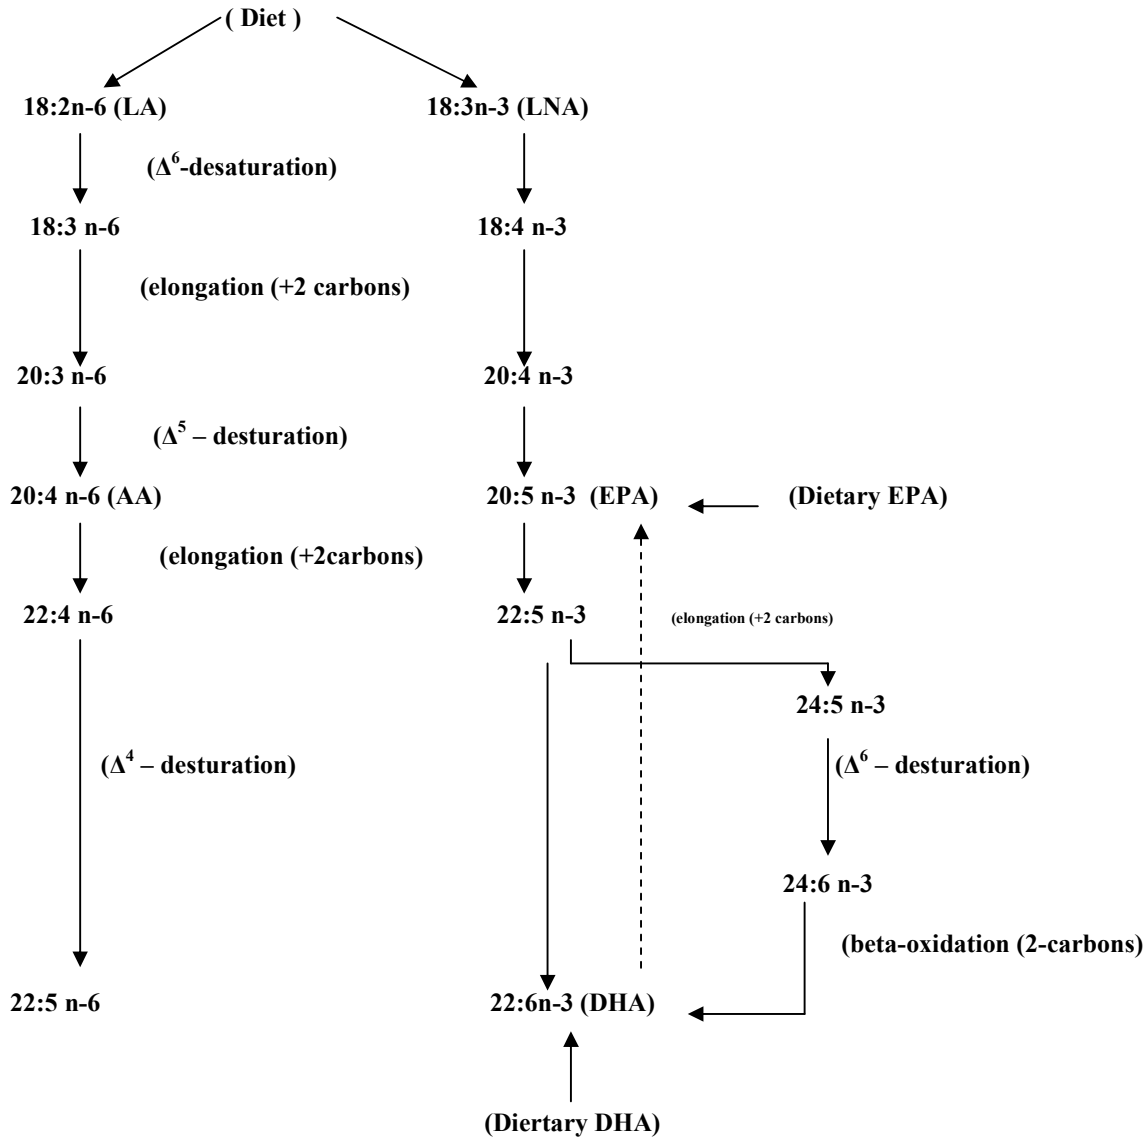 ( Diet )
18:2n-6 (LA)
18:3n-3 (LNA)
(Δ⁶-desaturation)
18:3 n-6
18:4 n-3
(elongation (+2 carbons)
20:3 n-6
20:4 n-3
(Δ⁵ – desturation)
20:4 n-6 (AA)
20:5 n-3 (EPA)
(Dietary EPA)
(elongation (+2carbons)
22:4 n-6
22:5 n-3
(elongation (+2 carbons)
24:5 n-3
(Δ⁴ – desturation)
(Δ⁶ – desturation)
24:6 n-3
(beta-oxidation (2-carbons)
22:5 n-6
22:6n-3 (DHA)
(Diertary DHA)